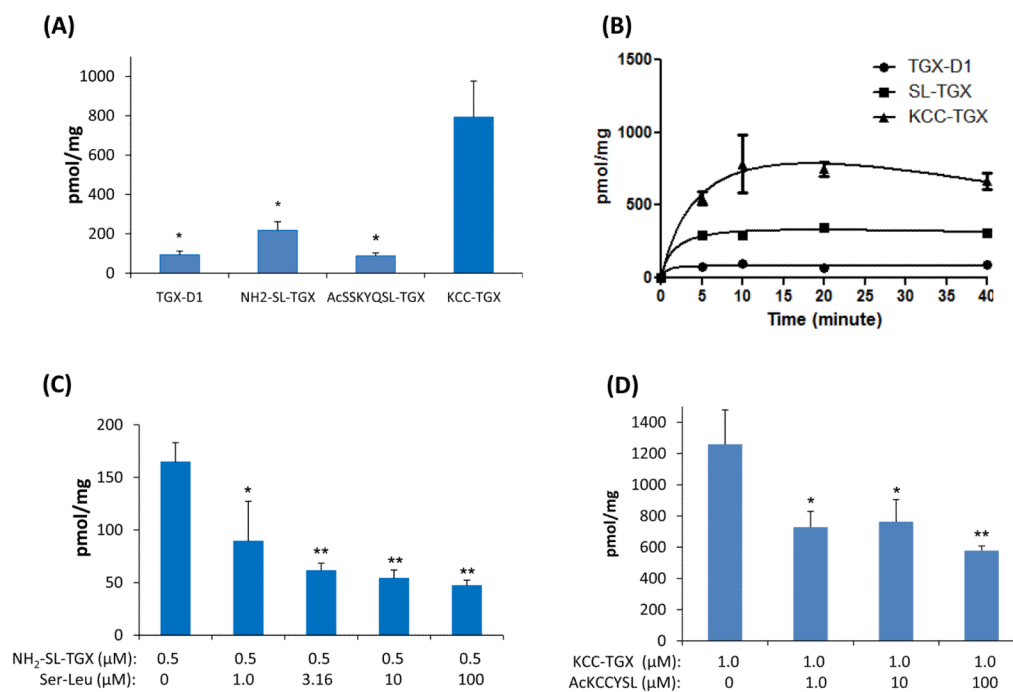 (A)
pmol/mg
1000
800
600
400
200
0
*
*
*
TGX-D1 NH2-SL-TGX AcSSKYQSL-TGX KCC-TGX
(B)
pmol/mg
1500
1000
500
0
TGX-D1
SL-TGX
KCC-TGX
0 5 10 15 20 25 30 35 40
Time (minute)
(C)
pmol/mg
200
150
100
50
0
*
**
**
**
NH2-SL-TGX (µM): 0.5 0.5 0.5 0.5 0.5
Ser-Leu (µM): 0 1.0 3.16 10 100
(D)
pmol/mg
1400
1200
1000
800
600
400
200
0
*
*
**
KCC-TGX (µM): 1.0 1.0 1.0 1.0
AcKCCYSL (µM): 0 1.0 10 100